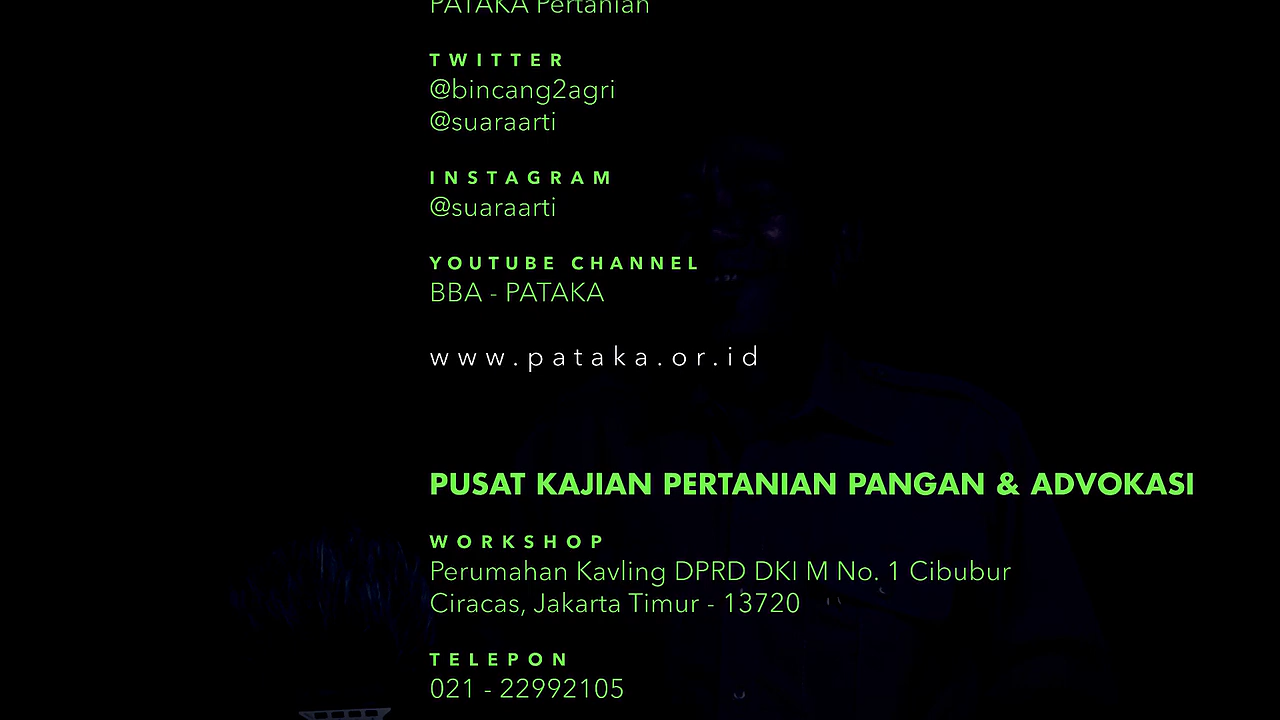 PATAKA Pertanian
TWITTER
@bincang2agri
@suaraarti
INSTAGRAM
@suaraarti
YOUTUBE CHANNEL
BBA - PATAKA
www.pataka.or.id
PUSAT KAJIAN PERTANIAN PANGAN & ADVOKASI
WORKSHOP
Perumahan Kavling DPRD DKI M No. 1 Cibubur
Ciracas, Jakarta Timur - 13720
TELEPON
021 - 22992105